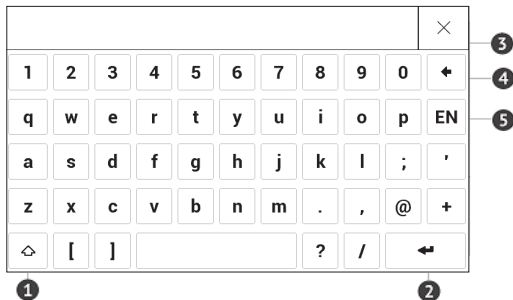 3
1 2 3 4 5 6 7 8 9 0 4
q w e r t y u i o p EN 5
a s d f g h j k l ; '
z x c v b n m . , @ +
[ ] ? /
1 2